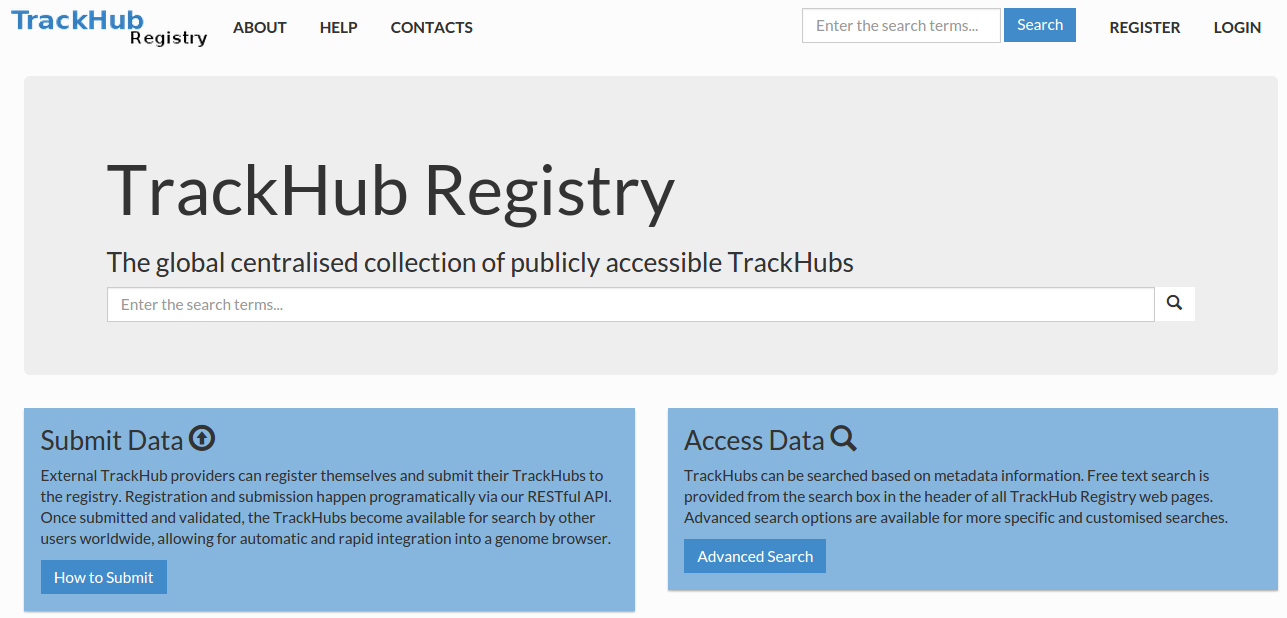 TrackHub
Registry
ABOUT HELP CONTACTS Enter the search terms... Search REGISTER LOGIN
TrackHub Registry
The global centralised collection of publicly accessible TrackHubs
Enter the search terms...
Submit Data
External TrackHub providers can register themselves and submit their TrackHubs to
the registry. Registration and submission happen programatically via our RESTful API.
Once submitted and validated, the TrackHubs become available for search by other
users worldwide, allowing for automatic and rapid integration into a genome browser.
How to Submit
Access Data
TrackHubs can be searched based on metadata information. Free text search is
provided from the search box in the header of all TrackHub Registry web pages.
Advanced search options are available for more specific and customised searches.
Advanced Search